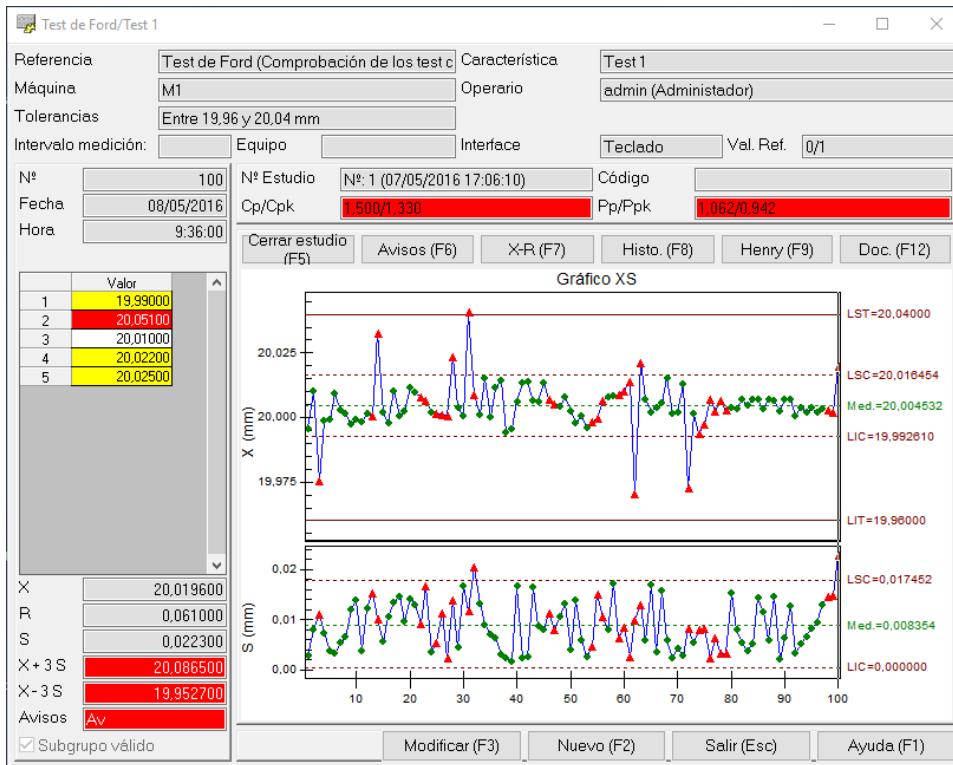 Test de Ford/Test 1
Referencia Test de Ford (Comprobación de los test c Característica Test 1
Máquina M1 Operario admin (Administador)
Tolerancias Entre 19,96 y 20,04 mm
Intervalo medición: Equipo Interface Teclado Val. Ref. 0/1
Nº 100 Nº Estudio Nº: 1 (07/05/2016 17:06:10) Código
Fecha 08/05/2016 Cp/Cpk 1,500/1,330 Pp/Ppk 1,062/0,942
Hora 9:36:00
Cerrar estudio (F5) Avisos (F6) X-R (F7) Histo. (F8) Henry (F9) Doc. (F12)
Valor
1 19,99000
2 20,05100
3 20,01000
4 20,02200
5 20,02500
Gráfico XS
X (mm)
20,025
20,000
19,975
LST=20,04000
LSC=20,016454
Med.=20,004532
LIC=19,992610
LIT=19,96000
S (mm)
0,02
0,01
0,00
LSC=0,017452
Med.=0,008354
LIC=0,000000
10 20 30 40 50 60 70 80 90 100
X 20,019600
R 0,061000
S 0,022300
X + 3 S 20,086500
X - 3 S 19,952700
Avisos Av
Subgrupo válido
Modificar (F3) Nuevo (F2) Salir (Esc) Ayuda (F1)